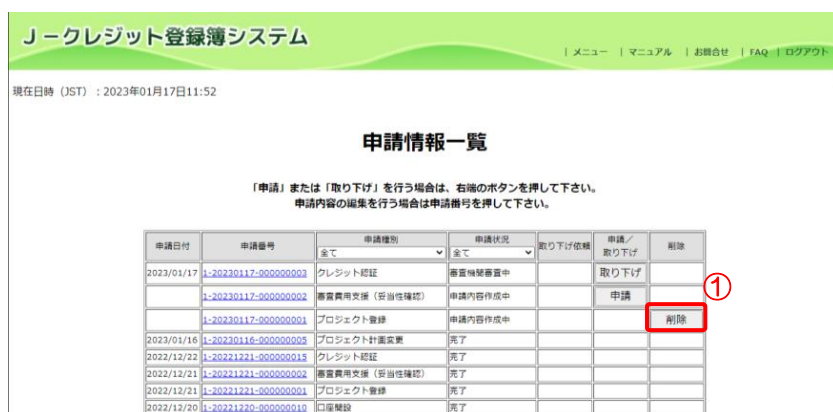 J－クレジット登録簿システム
| メニュー | マニュアル | お問合せ | FAQ | ログアウト
現在日時（JST）：2023年01月17日11:52
申請情報一覧
「申請」または「取り下げ」を行う場合は、右端のボタンを押して下さい。
申請内容の編集を行う場合は申請番号を押して下さい。
申請日付 申請番号 申請種別 申請状況 取り下げ依頼 申請／取り下げ 削除
全て 全て
2023/01/17 1-20230117-000000003 クレジット認証 審査機関審査中 取り下げ
1-20230117-000000002 審査費用支援（妥当性確認） 申請内容作成中 申請
①
1-20230117-000000001 プロジェクト登録 申請内容作成中 削除
2023/01/16 1-20230116-000000005 プロジェクト計画変更 完了
2022/12/22 1-20221221-000000015 クレジット認証 完了
2022/12/21 1-20221221-000000002 審査費用支援（妥当性確認） 完了
2022/12/21 1-20221221-000000001 プロジェクト登録 完了
2022/12/20 1-20221220-000000010 口座開設 完了